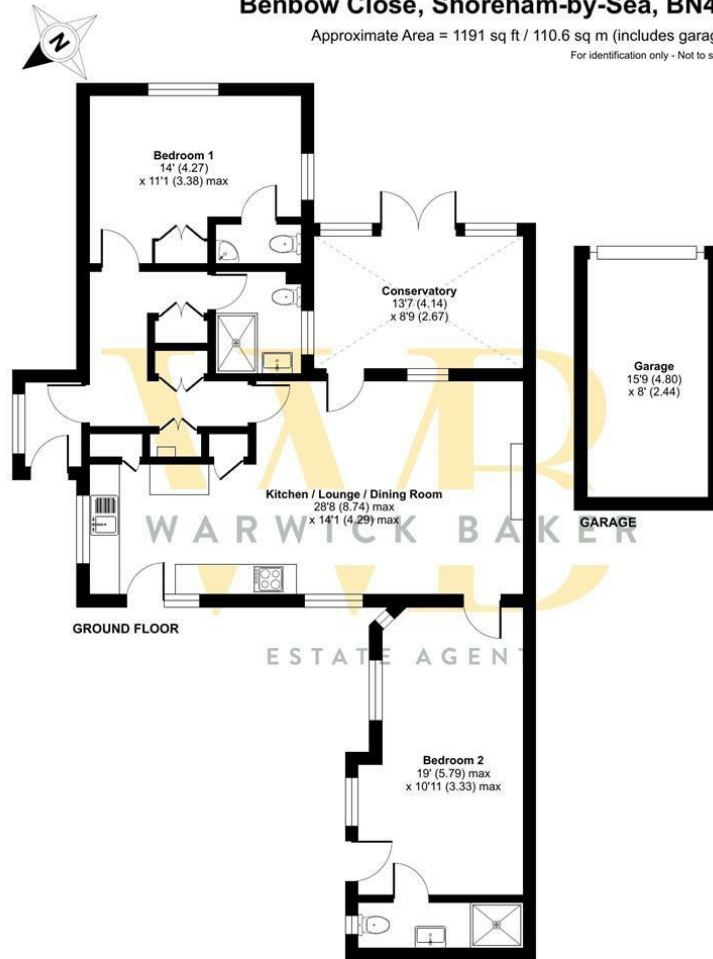 Benbow Close, Shoreham-by-Sea, BN4
Approximate Area = 1191 sq ft / 110.6 sq m (includes garag
For identification only - Not to s
N
Bedroom 1
14' (4.27)
x 11'1 (3.38) max
Conservatory
13'7 (4.14)
x 8'9 (2.67)
Garage
15'9 (4.80)
x 8' (2.44)
Kitchen / Lounge / Dining Room
28'8 (8.74) max
x 14'1 (4.29) max
GARAGE
WB
WARWICK BAKER
ESTATE AGENT
GROUND FLOOR
Bedroom 2
19' (5.79) max
x 10'11 (3.33) max